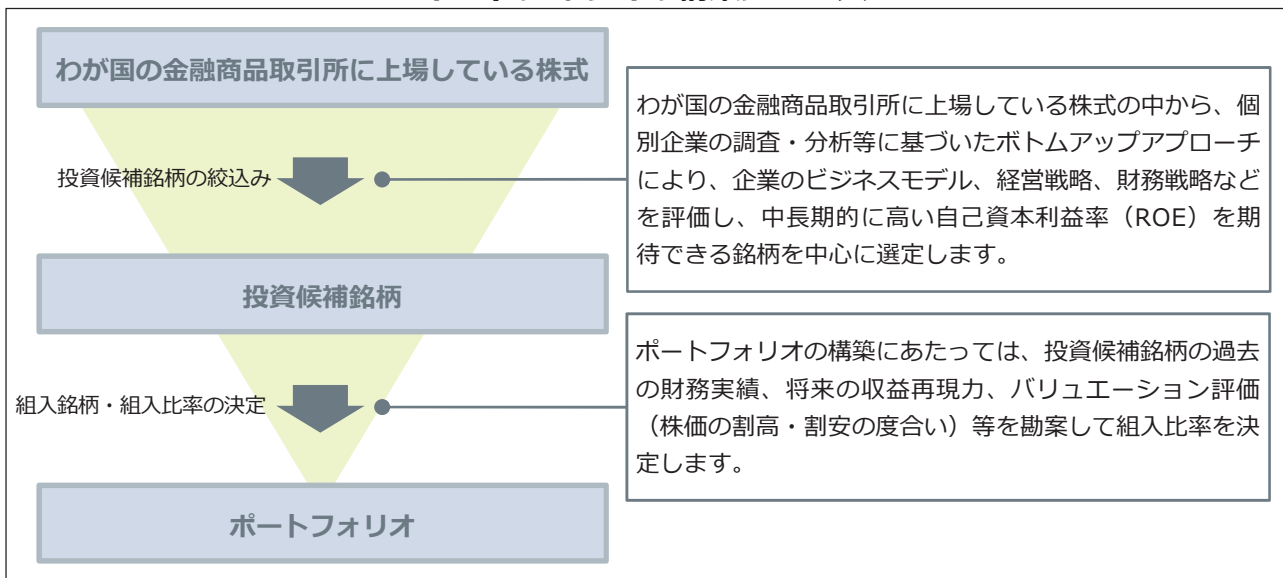 わが国の金融商品取引所に上場している株式
投資候補銘柄の絞込み
わが国の金融商品取引所に上場している株式の中から、個
別企業の調査・分析等に基づいたボトムアップアプローチ
により、企業のビジネスモデル、経営戦略、財務戦略など
を評価し、中長期的に高い自己資本利益率（ROE）を期
待できる銘柄を中心に選定します。
投資候補銘柄
組入銘柄・組入比率の決定
ポートフォリオの構築にあたっては、投資候補銘柄の過去
の財務実績、将来の収益再現力、バリュエーション評価
（株価の割高・割安の度合い）等を勘案して組入比率を決
定します。
ポートフォリオ